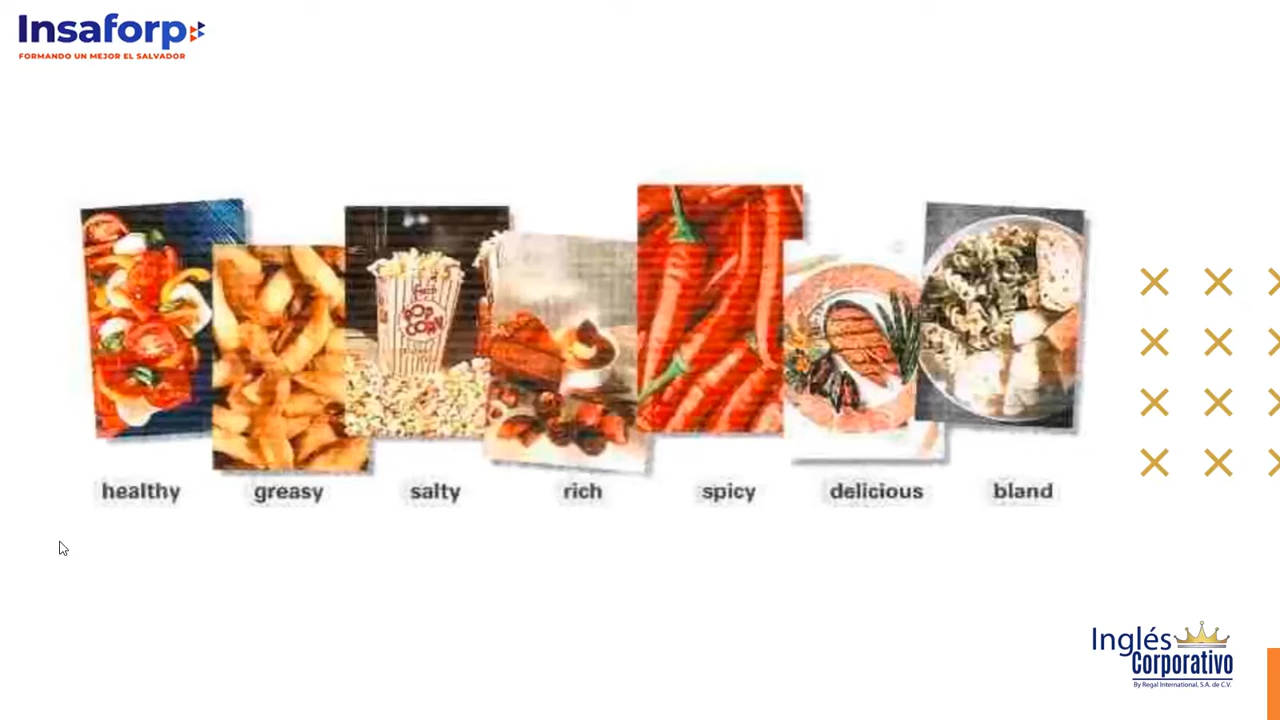 Insaforp
FORMANDO UN MEJOR EL SALVADOR
POP
CORN
healthy greasy salty rich spicy delicious bland
Inglés
Corporativo
By Regal International, S.A. de C.V.